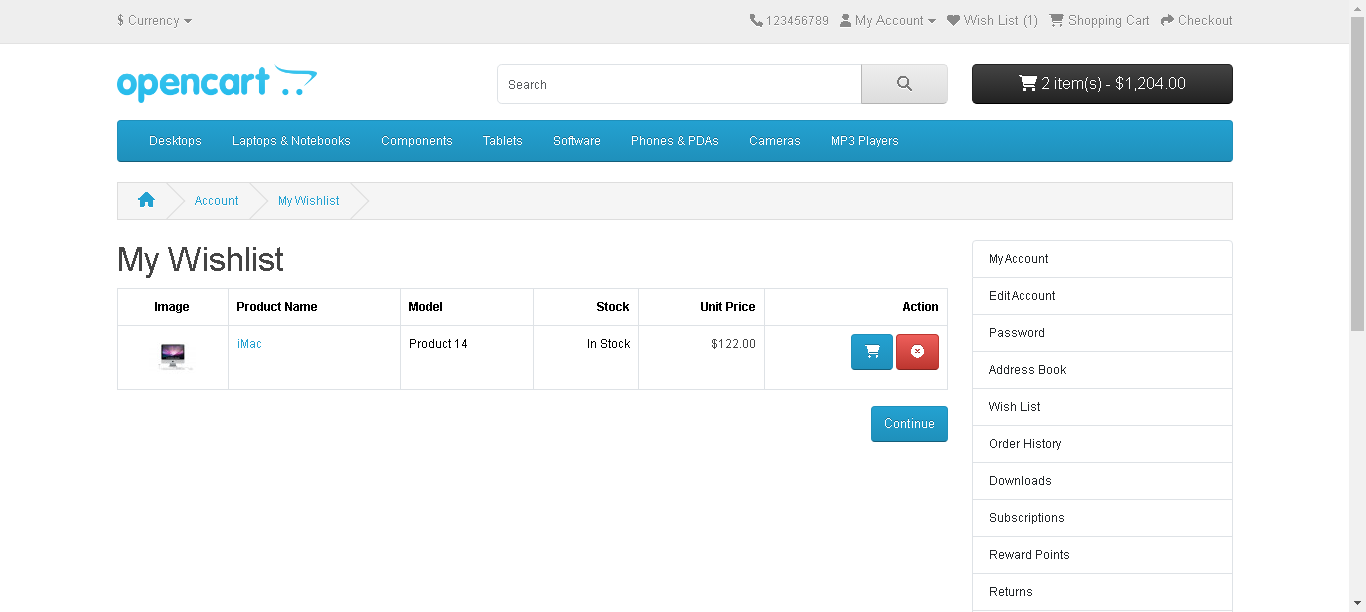 $ Currency
123456789 My Account Wish List (1) Shopping Cart Checkout
opencart
Search
2 item(s) - $1,204.00
Desktops Laptops & Notebooks Components Tablets Software Phones & PDAs Cameras MP3 Players
Account My Wishlist
My Wishlist
Image Product Name Model Stock Unit Price Action
iMac Product 14 In Stock $122.00
Continue
My Account
Edit Account
Password
Address Book
Wish List
Order History
Downloads
Subscriptions
Reward Points
Returns